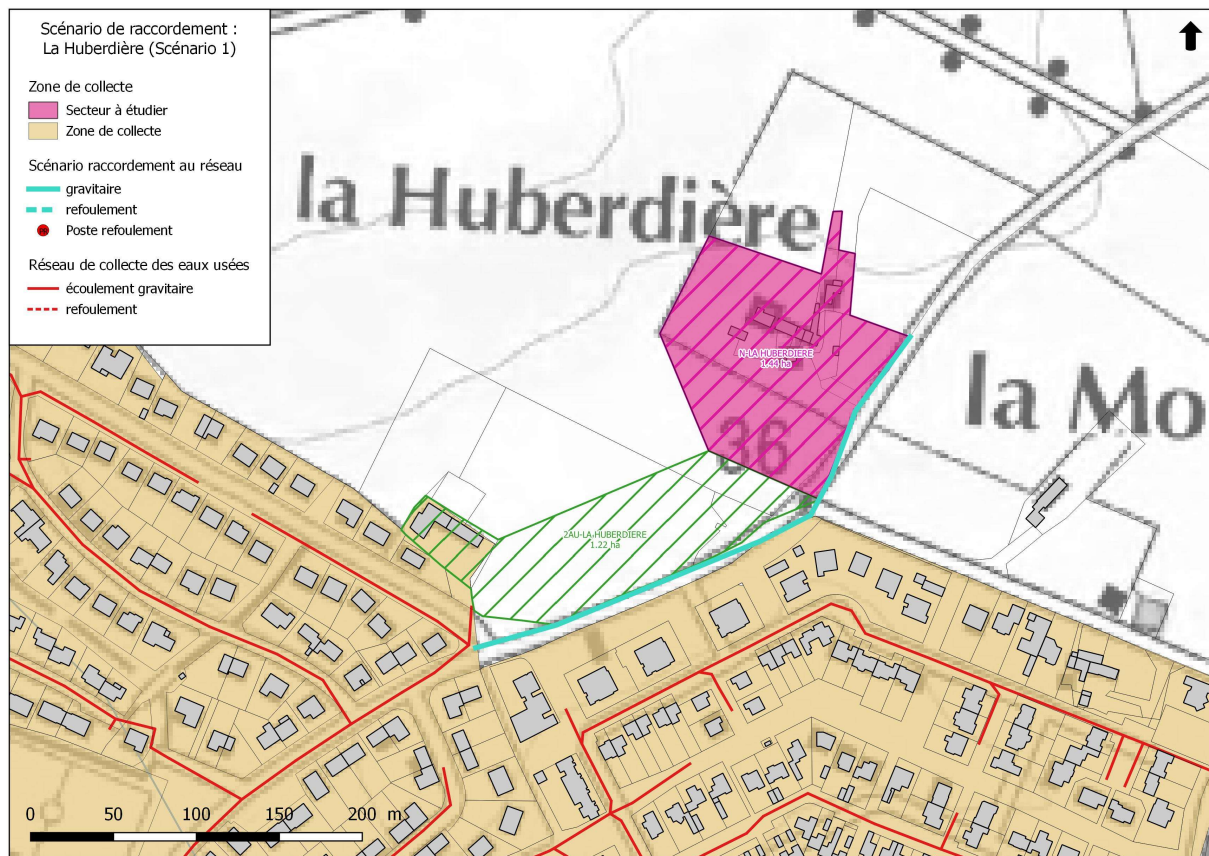 Scénario de raccordement :
La Huberdière (Scénario 1)
Zone de collecte
Secteur à étudier
Zone de collecte
Scénario raccordement au réseau
gravitaire
refoulement
Poste refoulement
Réseau de collecte des eaux usées
écoulement gravitaire
refoulement
la Huberdière
N-LA HUBERDIERE
1.44 ha
la Mo
36
2AU-LA-HUBERDIERE
1.22 ha
0 50 100 150 200 m